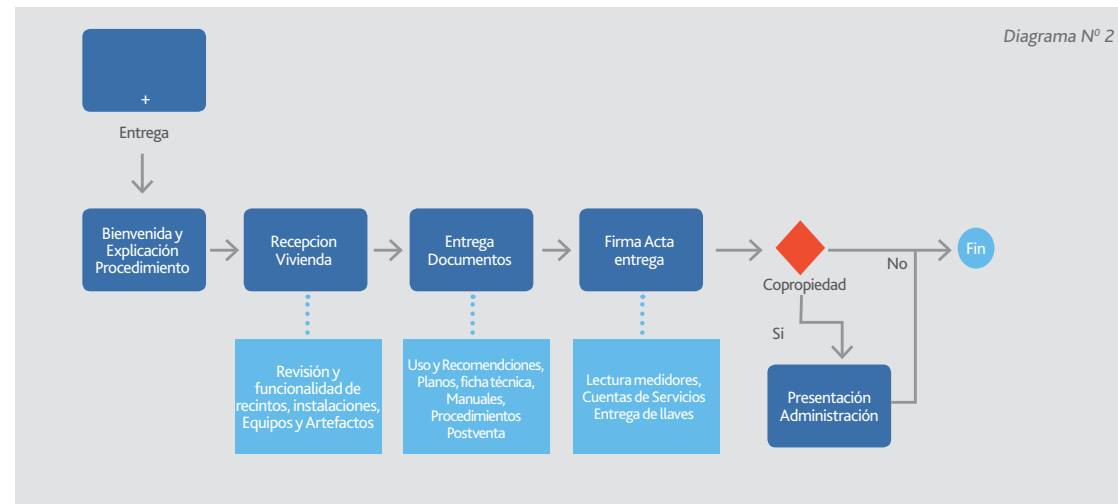 Diagrama Nº 2
+
Entrega
Bienvenida y
Explicación
Procedimiento
Recepcion
Vivienda
Entrega
Documentos
Firma Acta
entrega
Copropiedad
No
Fin
Si
Revisión y
funcionalidad de
recintos, instalaciones,
Equipos y Artefactos
Uso y Recomendciones,
Planos, ficha técnica,
Manuales,
Procedimientos
Postventa
Lectura medidores,
Cuentas de Servicios
Entrega de llaves
Presentación
Administración